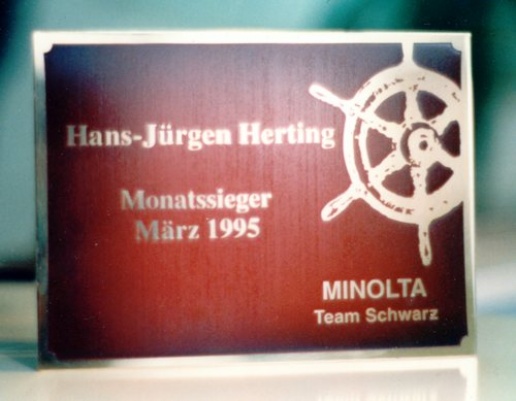 Hans-Jürgen Herting
Monatssieger
März 1995
MINOLTA
Team Schwarz